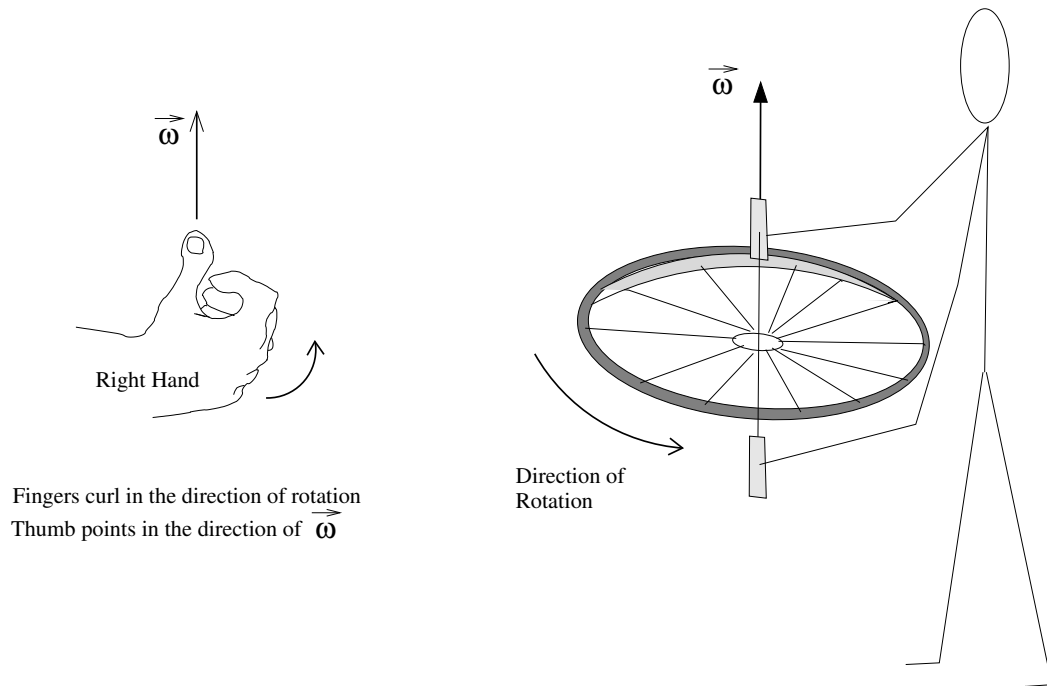 ω
Right Hand
Fingers curl in the direction of rotation
Thumb points in the direction of ω
ω
Direction of
Rotation